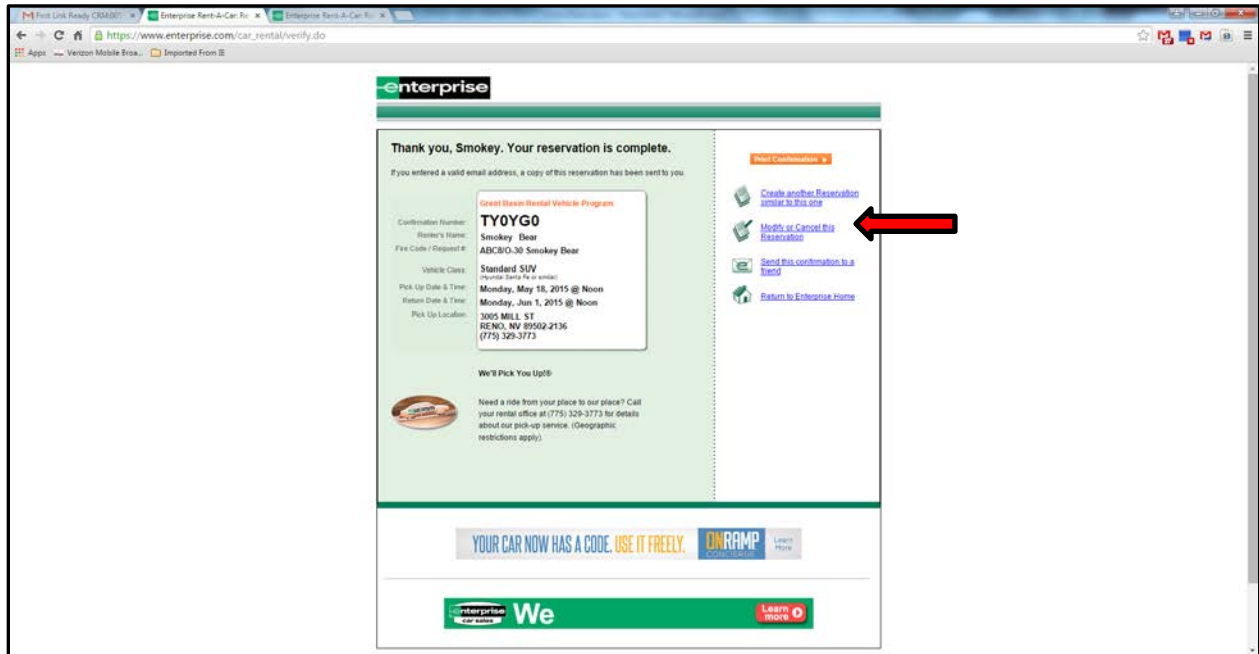 First Link Ready CRM:00
Enterprise Rent-A-Car: Re
Enterprise Rent-A-Car: Re
https://www.enterprise.com/car_rental/verify.do
Apps
Verizon Mobile Broa...
Imported From IE
enterprise
Thank you, Smokey. Your reservation is complete.
If you entered a valid email address, a copy of this reservation has been sent to you.
Great Basin Rental Vehicle Program
Confirmation Number: TY0YG0
Renter's Name: Smokey Bear
Fire Code / Request #: ABC8/O-30 Smokey Bear
Vehicle Class: Standard SUV
(Hyundai Santa Fe or similar)
Pick Up Date & Time: Monday, May 18, 2015 @ Noon
Return Date & Time: Monday, Jun 1, 2015 @ Noon
Pick Up Location: 3005 MILL ST
RENO, NV 89502-2136
(775) 329-3773
We'll Pick You Up!®
Need a ride from your place to our place? Call
your rental office at (775) 329-3773 for details
about our pick-up service. (Geographic
restrictions apply).
Print Confirmation
Create another Reservation
similar to this one
Modify or Cancel this
Reservation
Send this confirmation to a
friend
Return to Enterprise Home
YOUR CAR NOW HAS A CODE. USE IT FREELY.
ONRAMP
CONCIERGE
Learn
More
enterprise
car sales
We
Learn
more